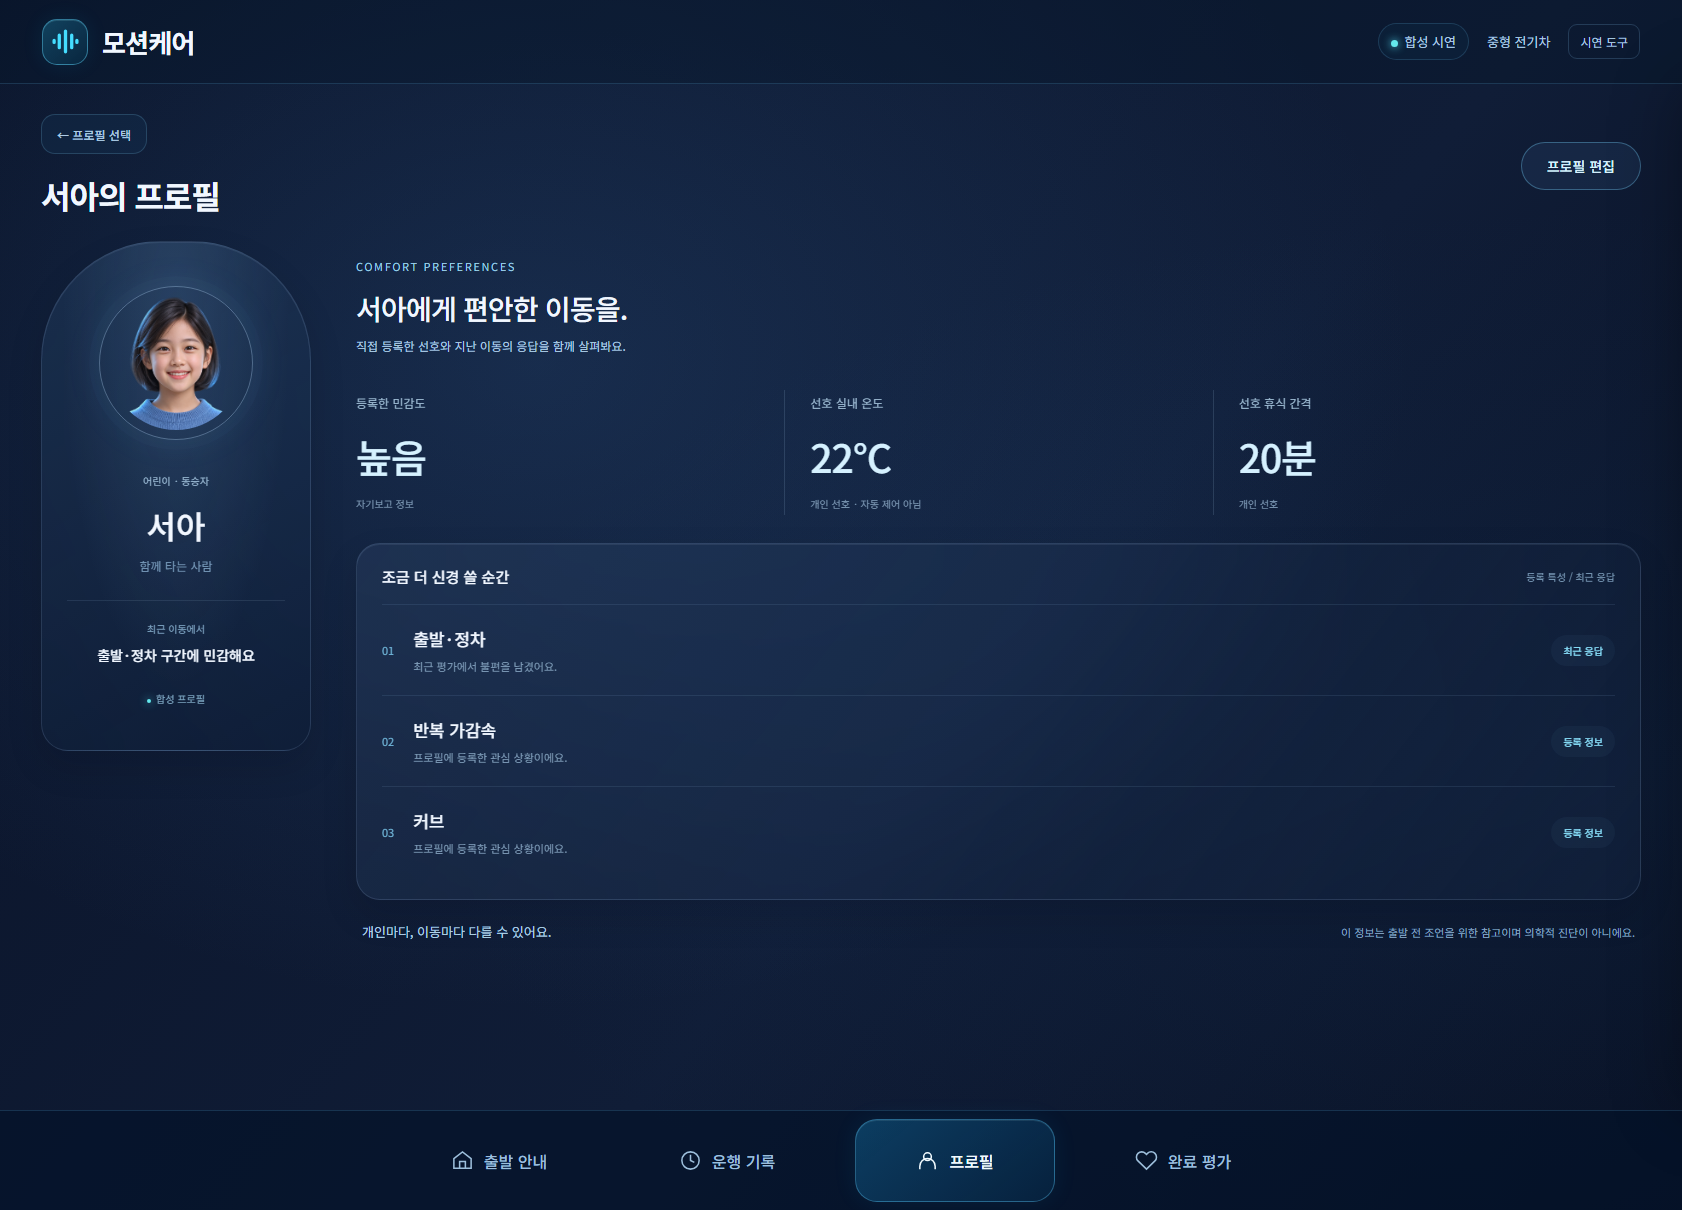 모션케어
합성 시연
중형 전기차
시연 도구
← 프로필 선택
서아의 프로필
프로필 편집
어린이 · 동승자
서아
함께 타는 사람
최근 이동에서
출발·정차 구간에 민감해요
합성 프로필
COMFORT PREFERENCES
서아에게 편안한 이동을.
직접 등록한 선호와 지난 이동의 응답을 함께 살펴봐요.
등록한 민감도
높음
자기보고 정보
선호 실내 온도
22°C
개인 선호 · 자동 제어 아님
선호 휴식 간격
20분
개인 선호
조금 더 신경 쓸 순간
등록 특성 / 최근 응답
01
출발·정차
최근 평가에서 불편을 남겼어요.
최근 응답
02
반복 가감속
프로필에 등록한 관심 상황이에요.
등록 정보
03
커브
프로필에 등록한 관심 상황이에요.
등록 정보
개인마다, 이동마다 다를 수 있어요.
이 정보는 출발 전 조언을 위한 참고이며 의학적 진단이 아니에요.
출발 안내
운행 기록
프로필
완료 평가